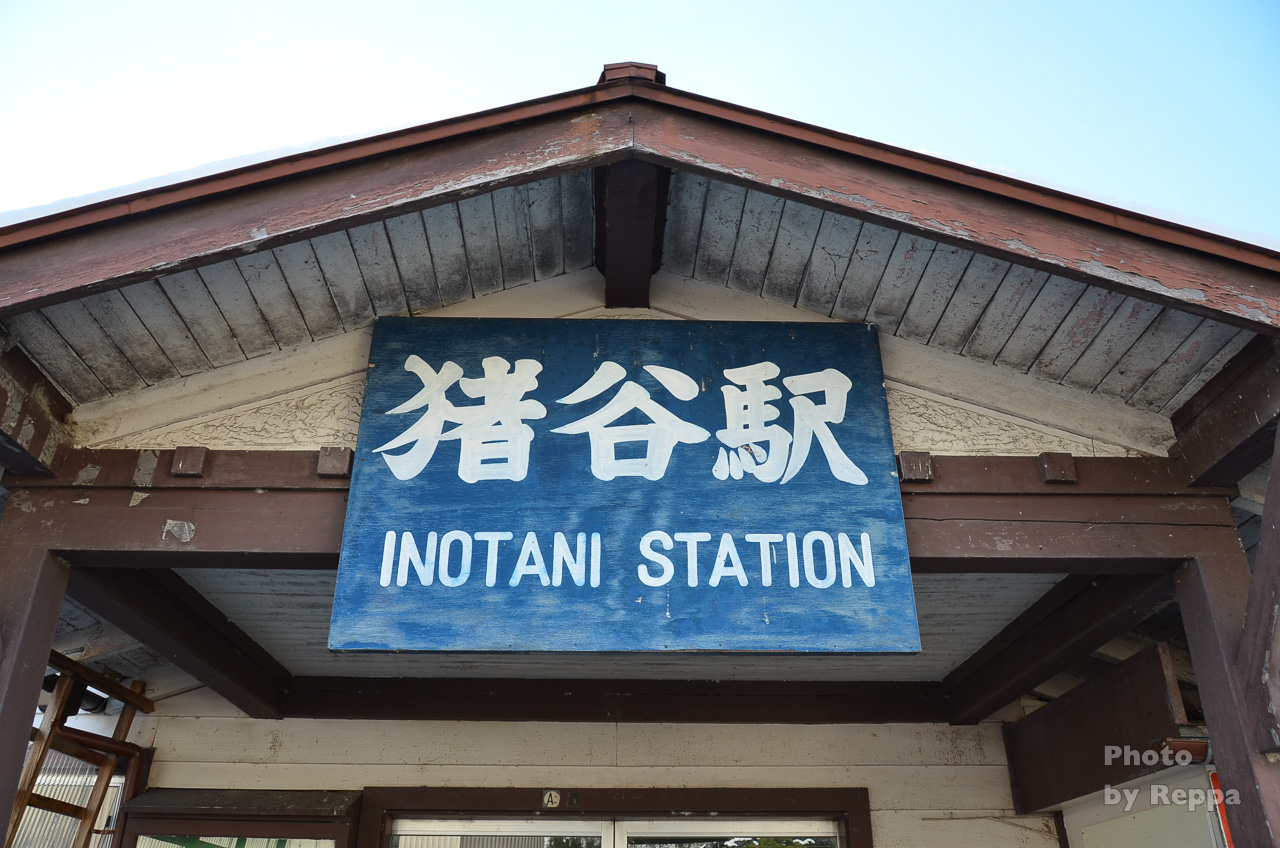 猪谷駅
INOTANI STATION
A
Photo
by Reppa